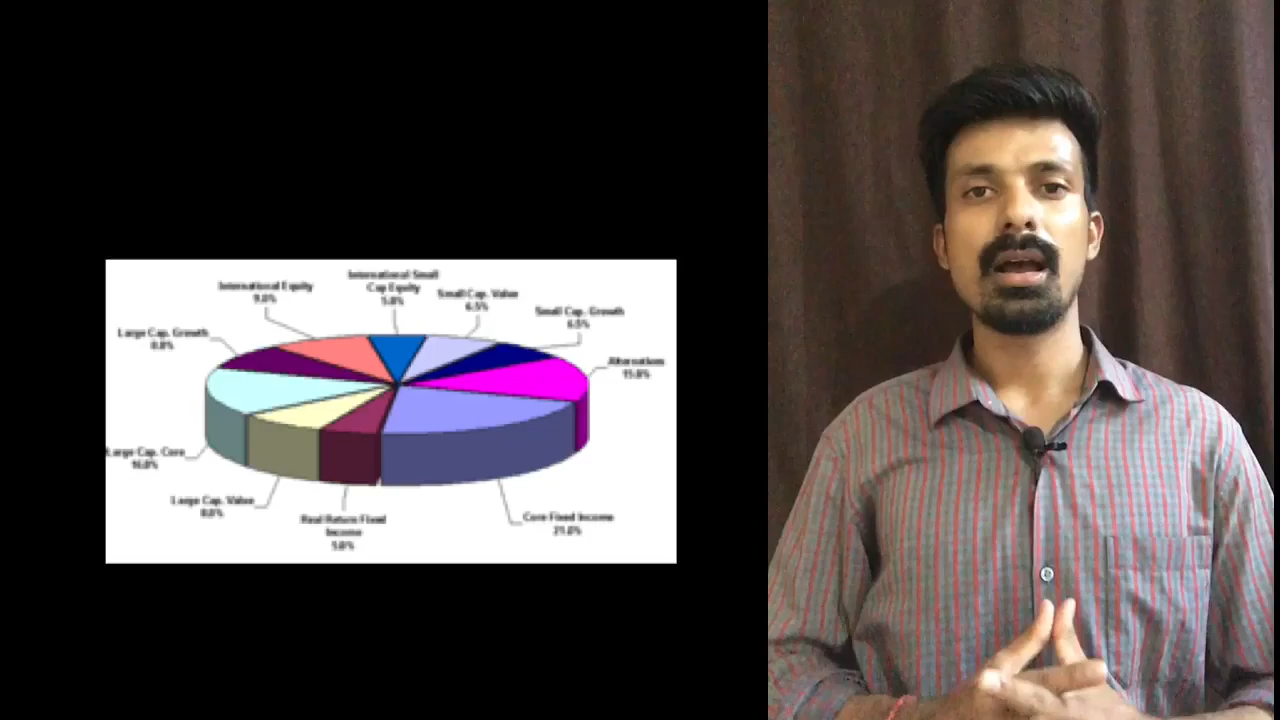 International Small
Cap Equity
5.0%
International Equity
9.0%
Small Cap. Value
6.5%
Small Cap. Growth
6.5%
Large Cap. Growth
8.0%
Alternatives
15.0%
Large Cap. Core
16.0%
Large Cap. Value
8.0%
Real Return Fixed
Income
5.0%
Core Fixed Income
21.0%